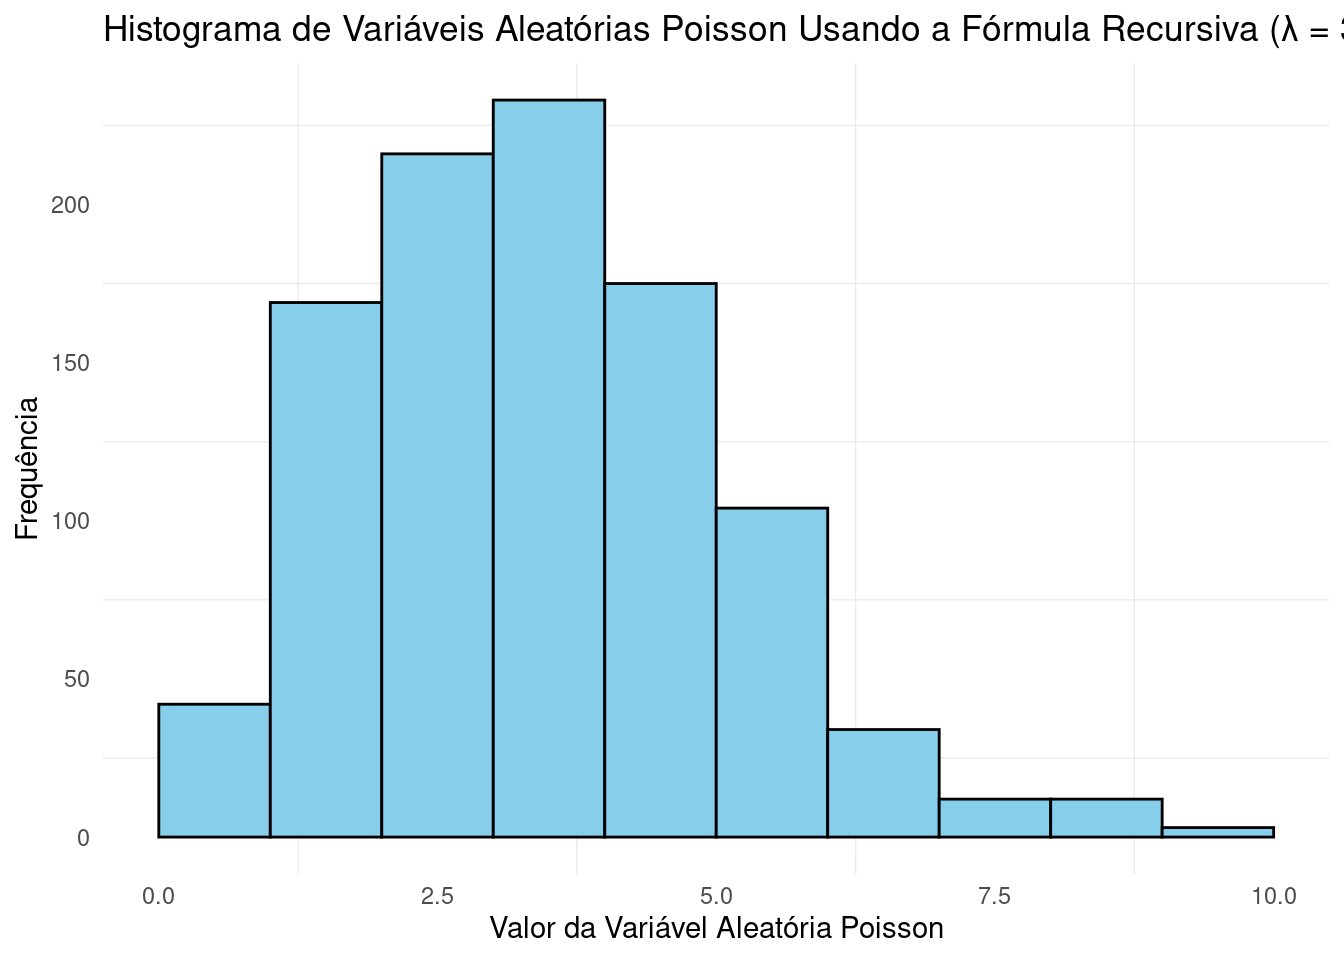 Histograma de Variáveis Aleatórias Poisson Usando a Fórmula Recursiva (λ =
Frequência
200
150
100
50
0
0.0 2.5 5.0 7.5 10.0
Valor da Variável Aleatória Poisson